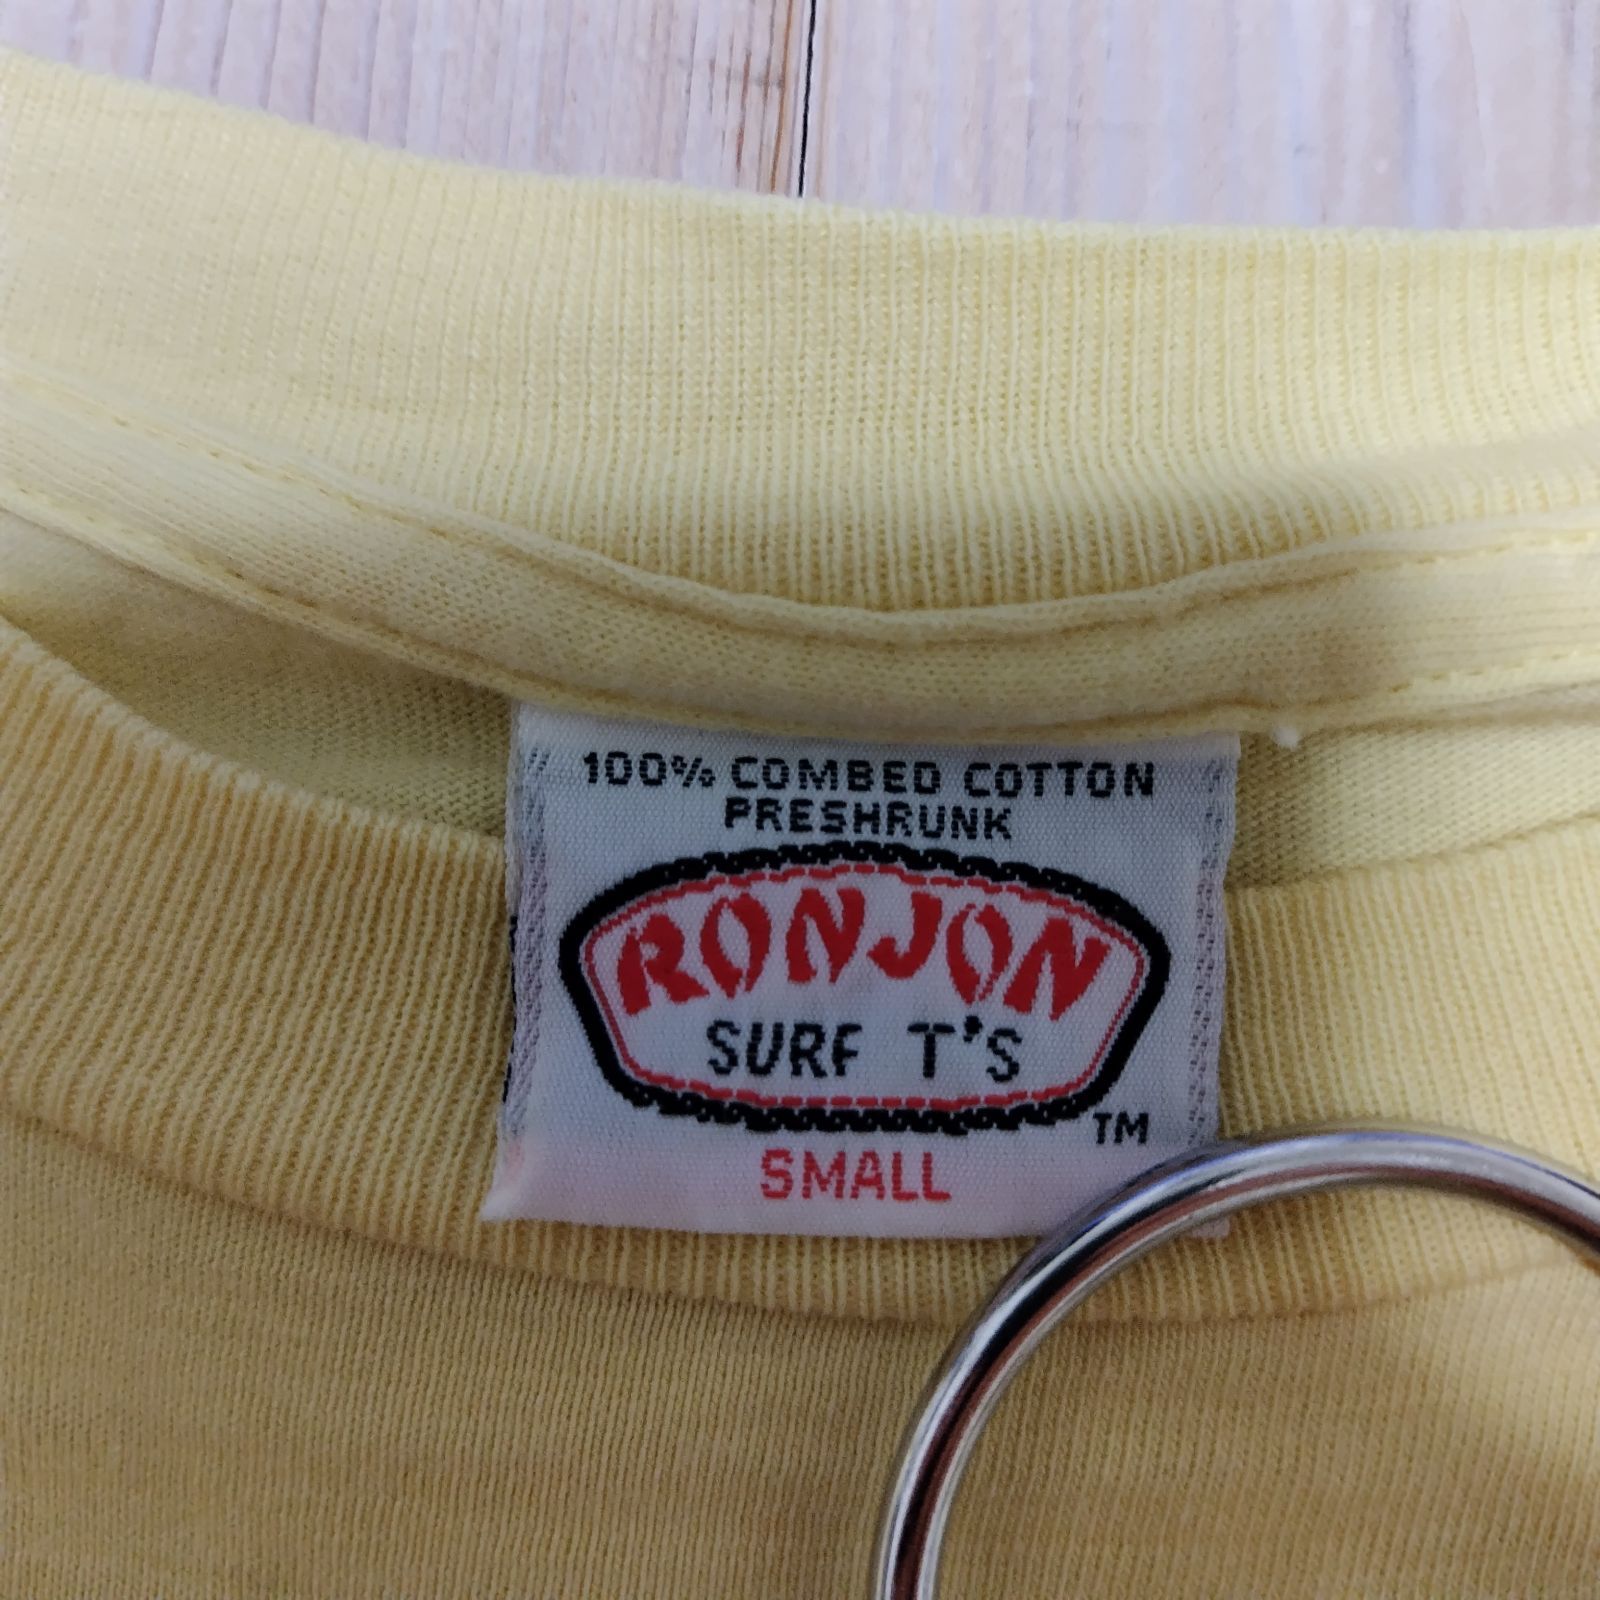 100% COMBED COTTON
PRESHRUNK
RONJON
SURF T'S
TM
SMALL